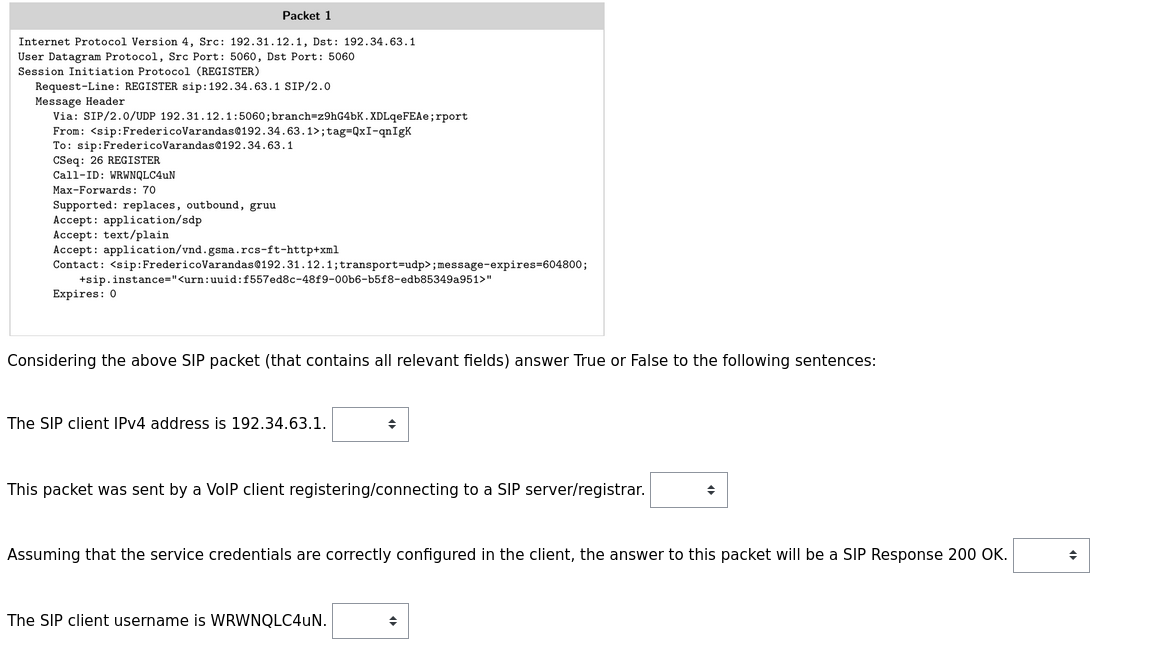 Packet 1
Internet Protocol Version 4, Src: 192.31.12.1, Dst: 192.34.63.1
User Datagram Protocol, Src Port: 5060, Dst Port: 5060
Session Initiation Protocol (REGISTER)
Request-Line: REGISTER sip:192.34.63.1 SIP/2.0
Message Header
Via: SIP/2.0/UDP 192.31.12.1:5060;branch=z9hG4bK.XDLqeFEAe;rport
From: <sip:FredericoVarandas@192.34.63.1>;tag=QxI-qnIgK
To: sip:FredericoVarandas@192.34.63.1
CSeq: 26 REGISTER
Call-ID: WRWNQLC4uN
Max-Forwards: 70
Supported: replaces, outbound, gruu
Accept: application/sdp
Accept: text/plain
Accept: application/vnd.gsma.rcs-ft-http+xml
Contact: <sip:FredericoVarandas@192.31.12.1;transport=udp>;message-expires=604800;
+sip.instance="<urn:uuid:f557ed8c-48f9-00b6-b5f8-edb85349a951>"
Expires: 0
Considering the above SIP packet (that contains all relevant fields) answer True or False to the following sentences:
The SIP client IPv4 address is 192.34.63.1.
This packet was sent by a VoIP client registering/connecting to a SIP server/registrar.
Assuming that the service credentials are correctly configured in the client, the answer to this packet will be a SIP Response 200 OK.
The SIP client username is WRWNQLC4uN.